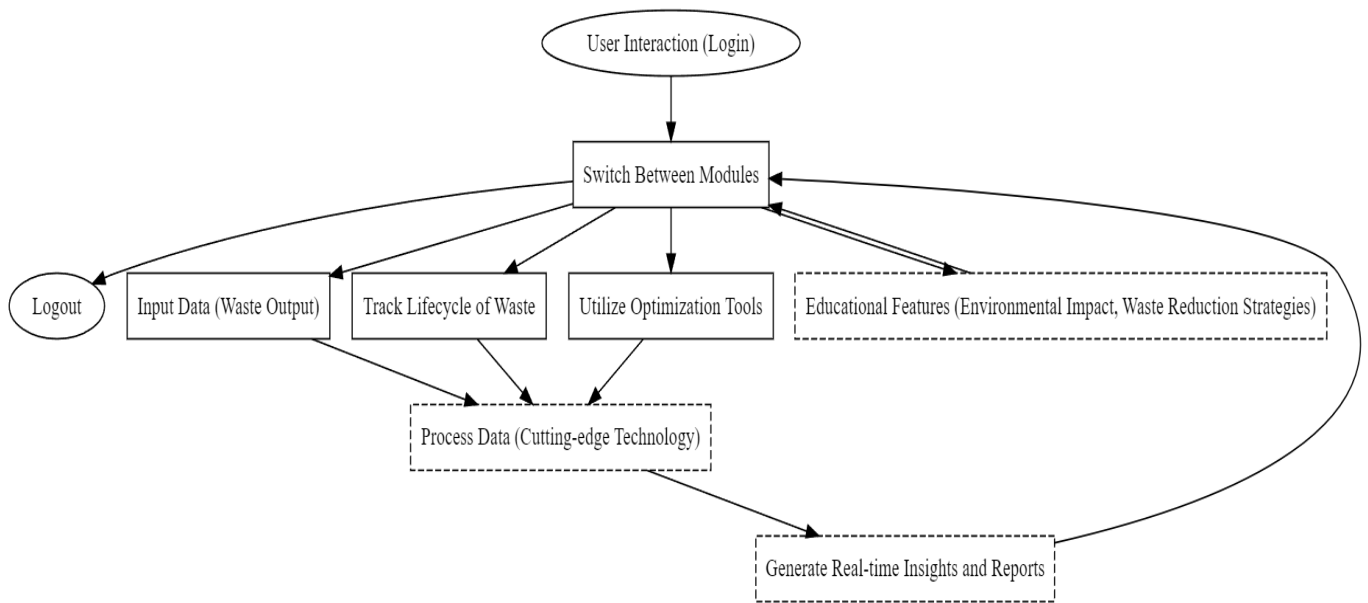 User Interaction (Login)
Switch Between Modules
Logout
Input Data (Waste Output)
Track Lifecycle of Waste
Utilize Optimization Tools
Educational Features (Environmental Impact, Waste Reduction Strategies)
Process Data (Cutting-edge Technology)
Generate Real-time Insights and Reports